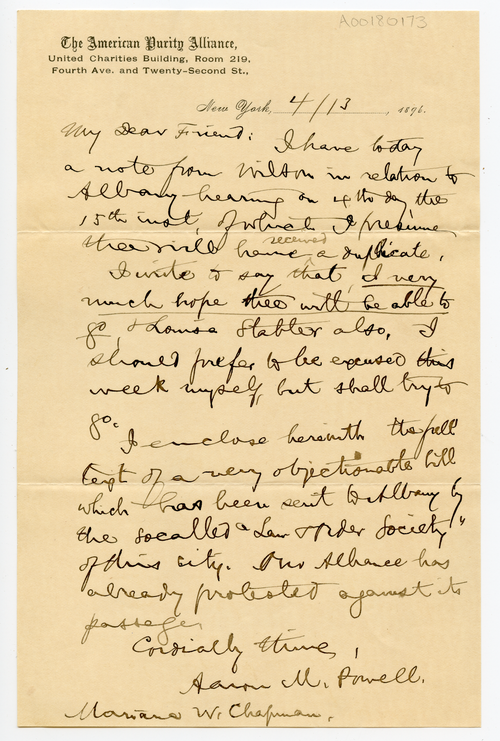 A00180173
The American Purity Alliance,
United Charities Building, Room 219,
Fourth Ave. and Twenty-Second St.,
New York, 4/13, 1896.
My Dear Friend: I have today
a note from Wilson in relation to
Albany hearing on 4th day, the
15th inst, of which I presume
thee will have received a duplicate.
I write to say that I very
much hope thee will be able to
go, & Louisa Stabler also. I
should prefer to be excused this
week myself, but shall try to
go.
I enclose herewith the full
text of a very objectionable bill
which has been sent to Albany by
the so called "Law & Order Society"
of this city. Our Alliance has
already protested against its
passage.
Cordially thine,
Aaron M. Powell.
Mariana W. Chapman.